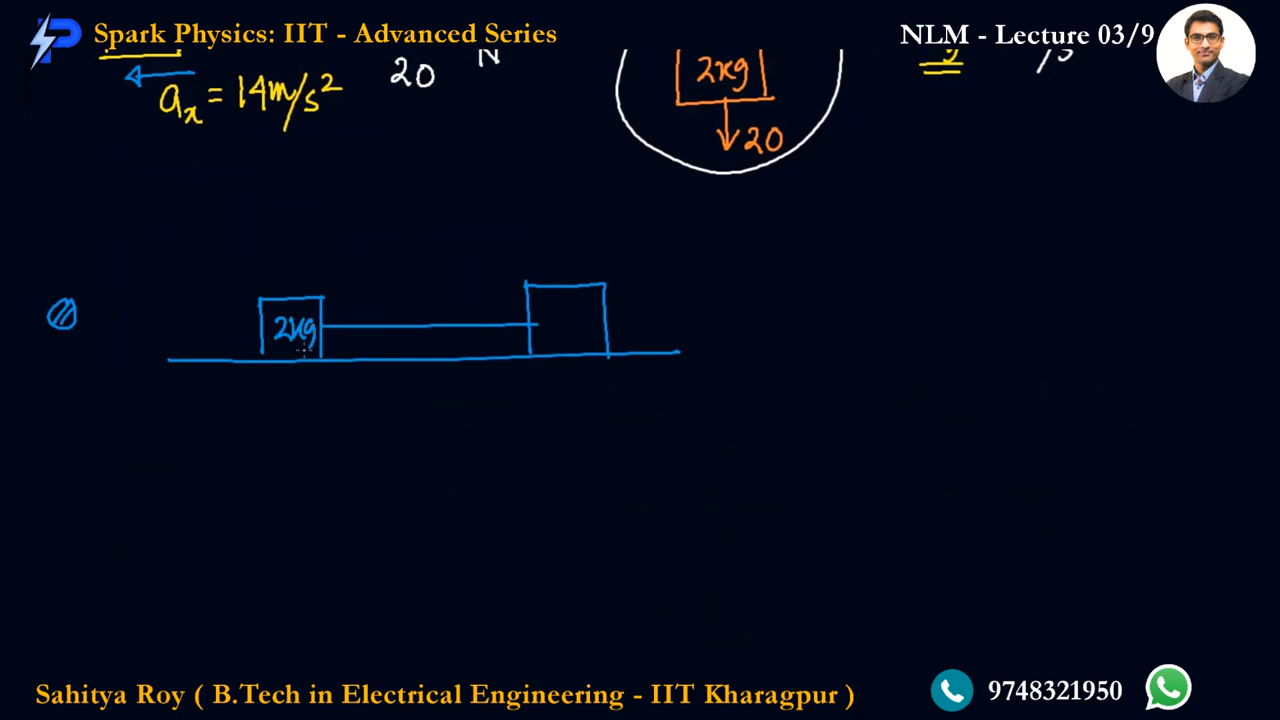 Spark Physics: IIT - Advanced Series
NLM - Lecture 03/9
aₓ = 14m/s²
20
N
2kg
↓20
2kg
Sahitya Roy ( B.Tech in Electrical Engineering - IIT Kharagpur )
9748321950